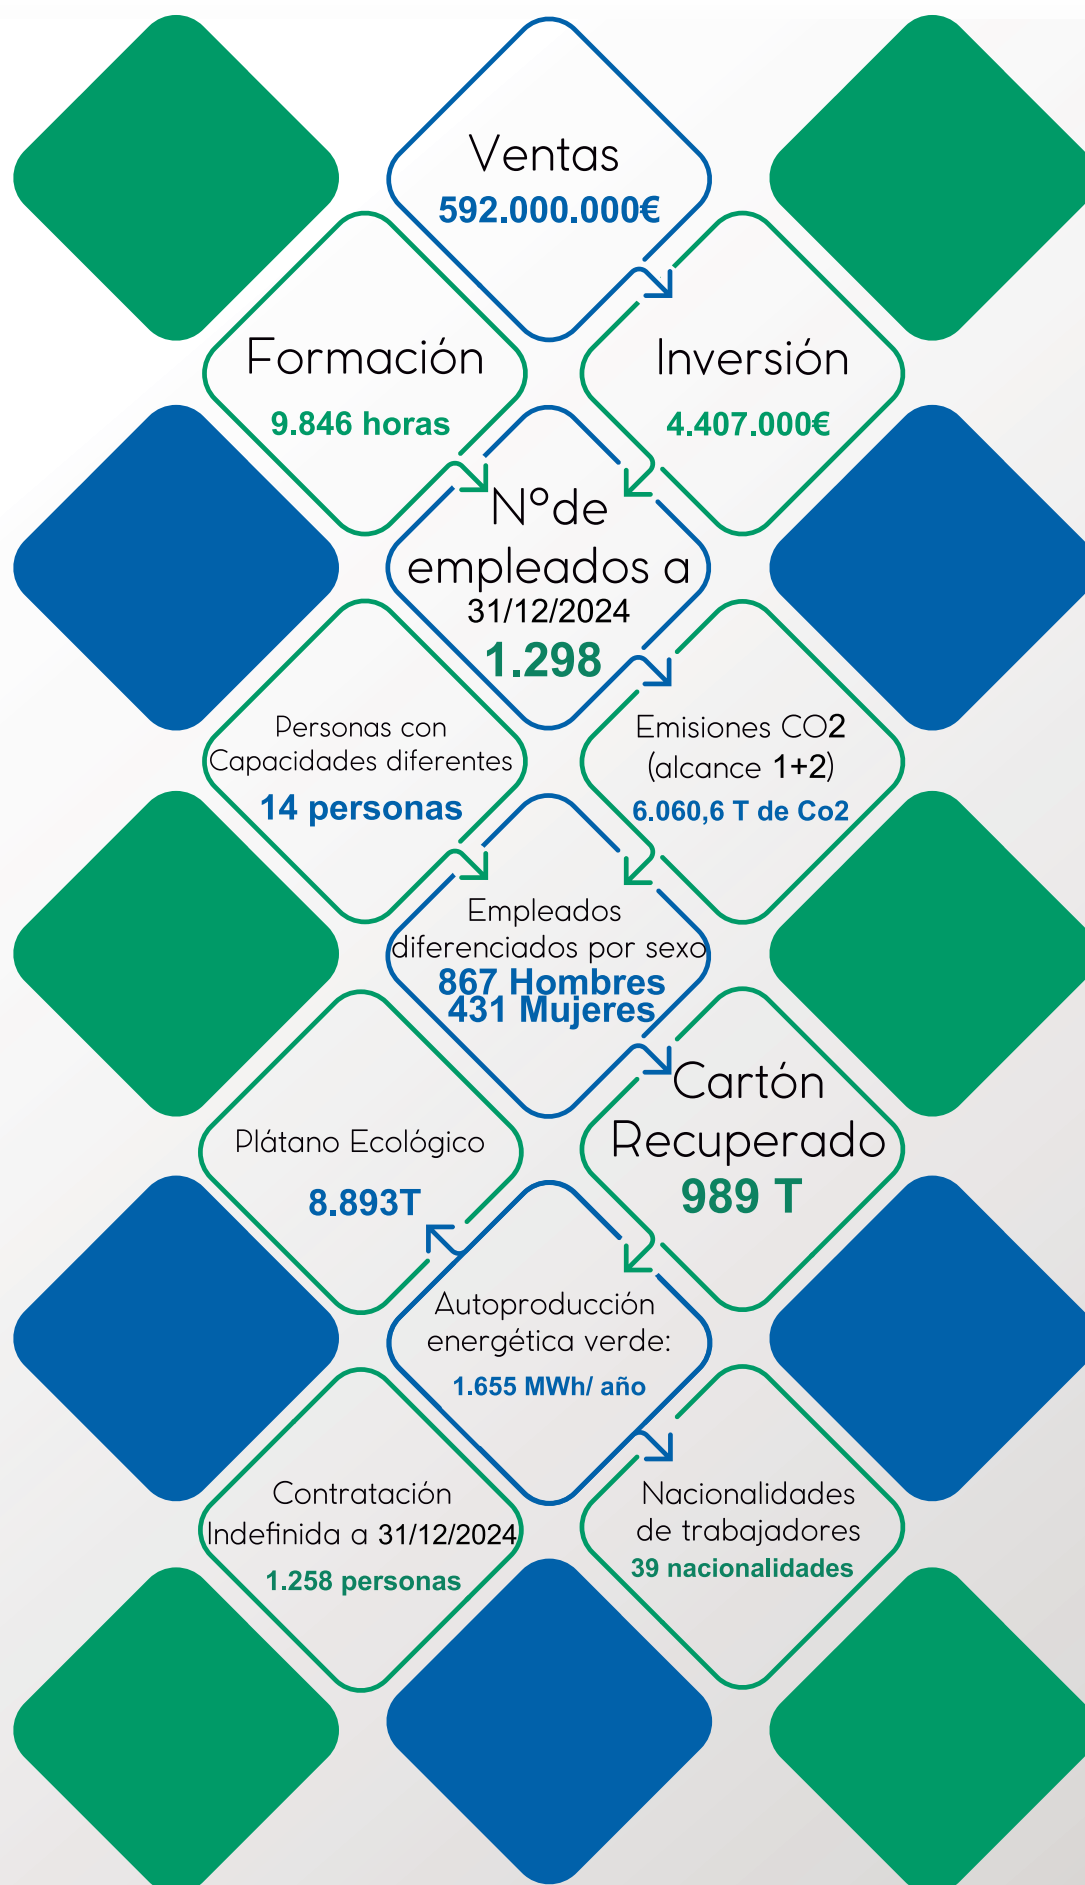 Ventas
592.000.000€
Formación
9.846 horas
Inversión
4.407.000€
Nºde
empleados a
31/12/2024
1.298
Personas con
Capacidades diferentes
14 personas
Emisiones CO2
(alcance 1+2)
6.060,6 T de Co2
Empleados
diferenciados por sexo
867 Hombres
431 Mujeres
Plátano Ecológico
8.893T
Cartón
Recuperado
989 T
Autoproducción
energética verde:
1.655 MWh/ año
Contratación
Indefinida a 31/12/2024
1.258 personas
Nacionalidades
de trabajadores
39 nacionalidades